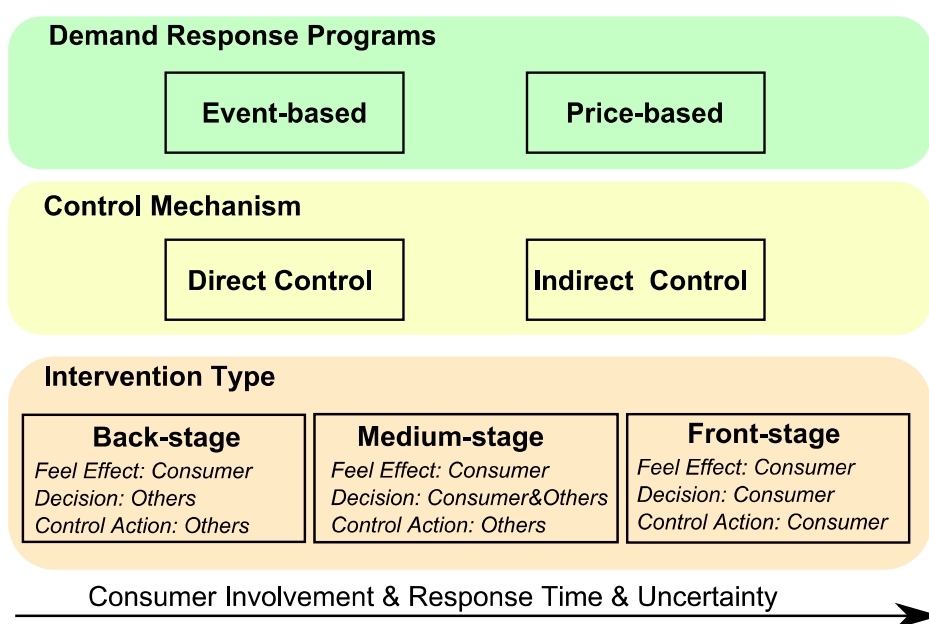 Demand Response Programs
Event-based
Price-based
Control Mechanism
Direct Control
Indirect Control
Intervention Type
Back-stage
Feel Effect: Consumer
Decision: Others
Control Action: Others
Medium-stage
Feel Effect: Consumer
Decision: Consumer&Others
Control Action: Others
Front-stage
Feel Effect: Consumer
Decision: Consumer
Control Action: Consumer
Consumer Involvement & Response Time & Uncertainty